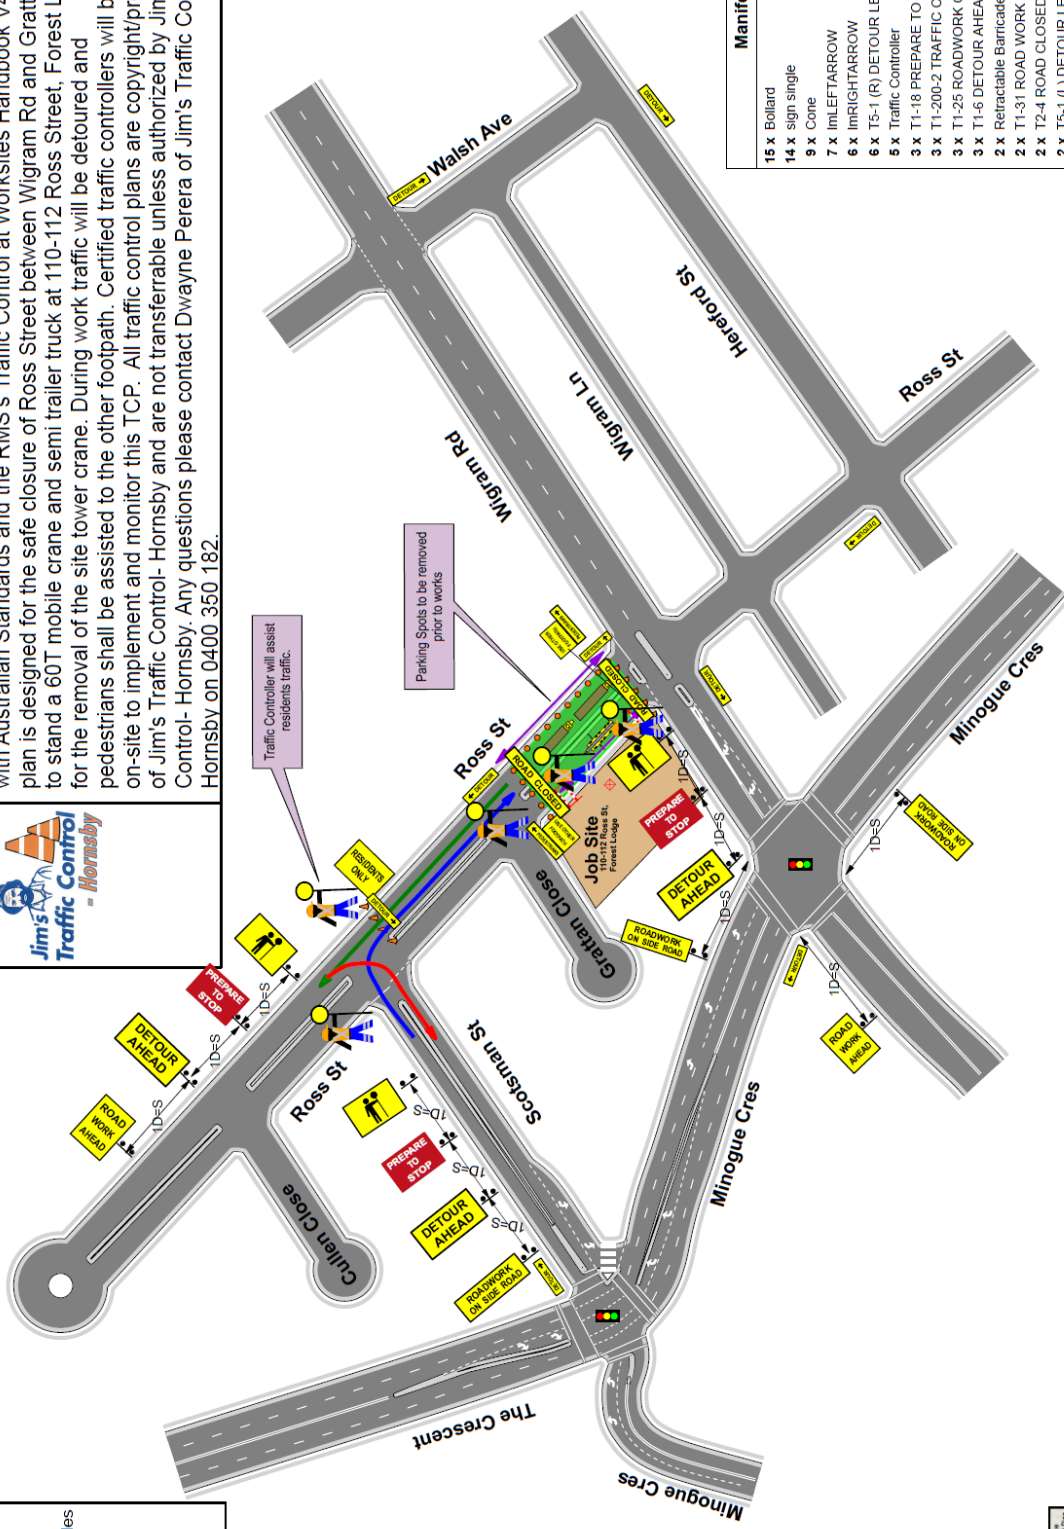 with Australian Standards and the RMS's Traffic Control at Worksites Handbook
plan is designed for the safe closure of Ross Street between Wigram Rd and
to stand a 60T mobile crane and semi trailer truck at 110-112 Ross Street, Forest
for the removal of the site tower crane. During work traffic will be detoured and
pedestrians shall be assisted to the other footpath. Certified traffic controllers will
on-site to implement and monitor this TCP. All traffic control plans are
of Jim's Traffic Control- Hornsby and are not transferrable unless authorized by
Control- Hornsby. Any questions please contact Dwayne Perera of Jim's Traffic
Hornsby on 0400 350 182.
Jim's
Traffic Control
- Hornsby
Traffic Controller will assist
residents traffic.
Parking Spots to be removed
prior to works
15 x Bollard
14 x sign single
9 x Cone
7 x ImLEFTARROW
6 x ImRIGHTARROW
6 x T5-1 (R) DETOUR
5 x Traffic Controller
3 x T1-18 PREPARE TO
3 x T1-200-2 TRAFFIC
3 x T1-25 ROADWORK
3 x T1-6 DETOUR
2 x Retractable Barricade
2 x T1-31 ROAD WORK
2 x T2-4 ROAD CLOSED
2 x T5-1 (L) DETOUR
Walsh Ave
DETOUR
DETOUR
Hereford St
Wigram Ln
Wigram Rd
Ross St
DETOUR
DETOUR
DETOUR
ROAD CLOSED
Ross St
ROAD CLOSED
DETOUR
RESIDENTS
ONLY
DETOUR
Job Site
110-112 Ross St,
Forest Lodge
Grattan Close
PREPARE
TO
STOP
1D=S
1D=S
DETOUR
AHEAD
1D=S
ROADWORK
ON SIDE ROAD
1D=S
ROADWORK
ON SIDE ROAD
Minogue Cres
DETOUR
1D=S
ROAD
WORK
AHEAD
Minogue Cres
PREPARE
TO
STOP
1D=S
DETOUR
AHEAD
1D=S
ROAD
WORK
AHEAD
1D=S
Ross St
Scotsman St
Cullen Close
1D=S
PREPARE
TO
STOP
1D=S
DETOUR
AHEAD
1D=S
ROADWORK
ON SIDE ROAD
DETOUR
The Crescent
Minogue Cres